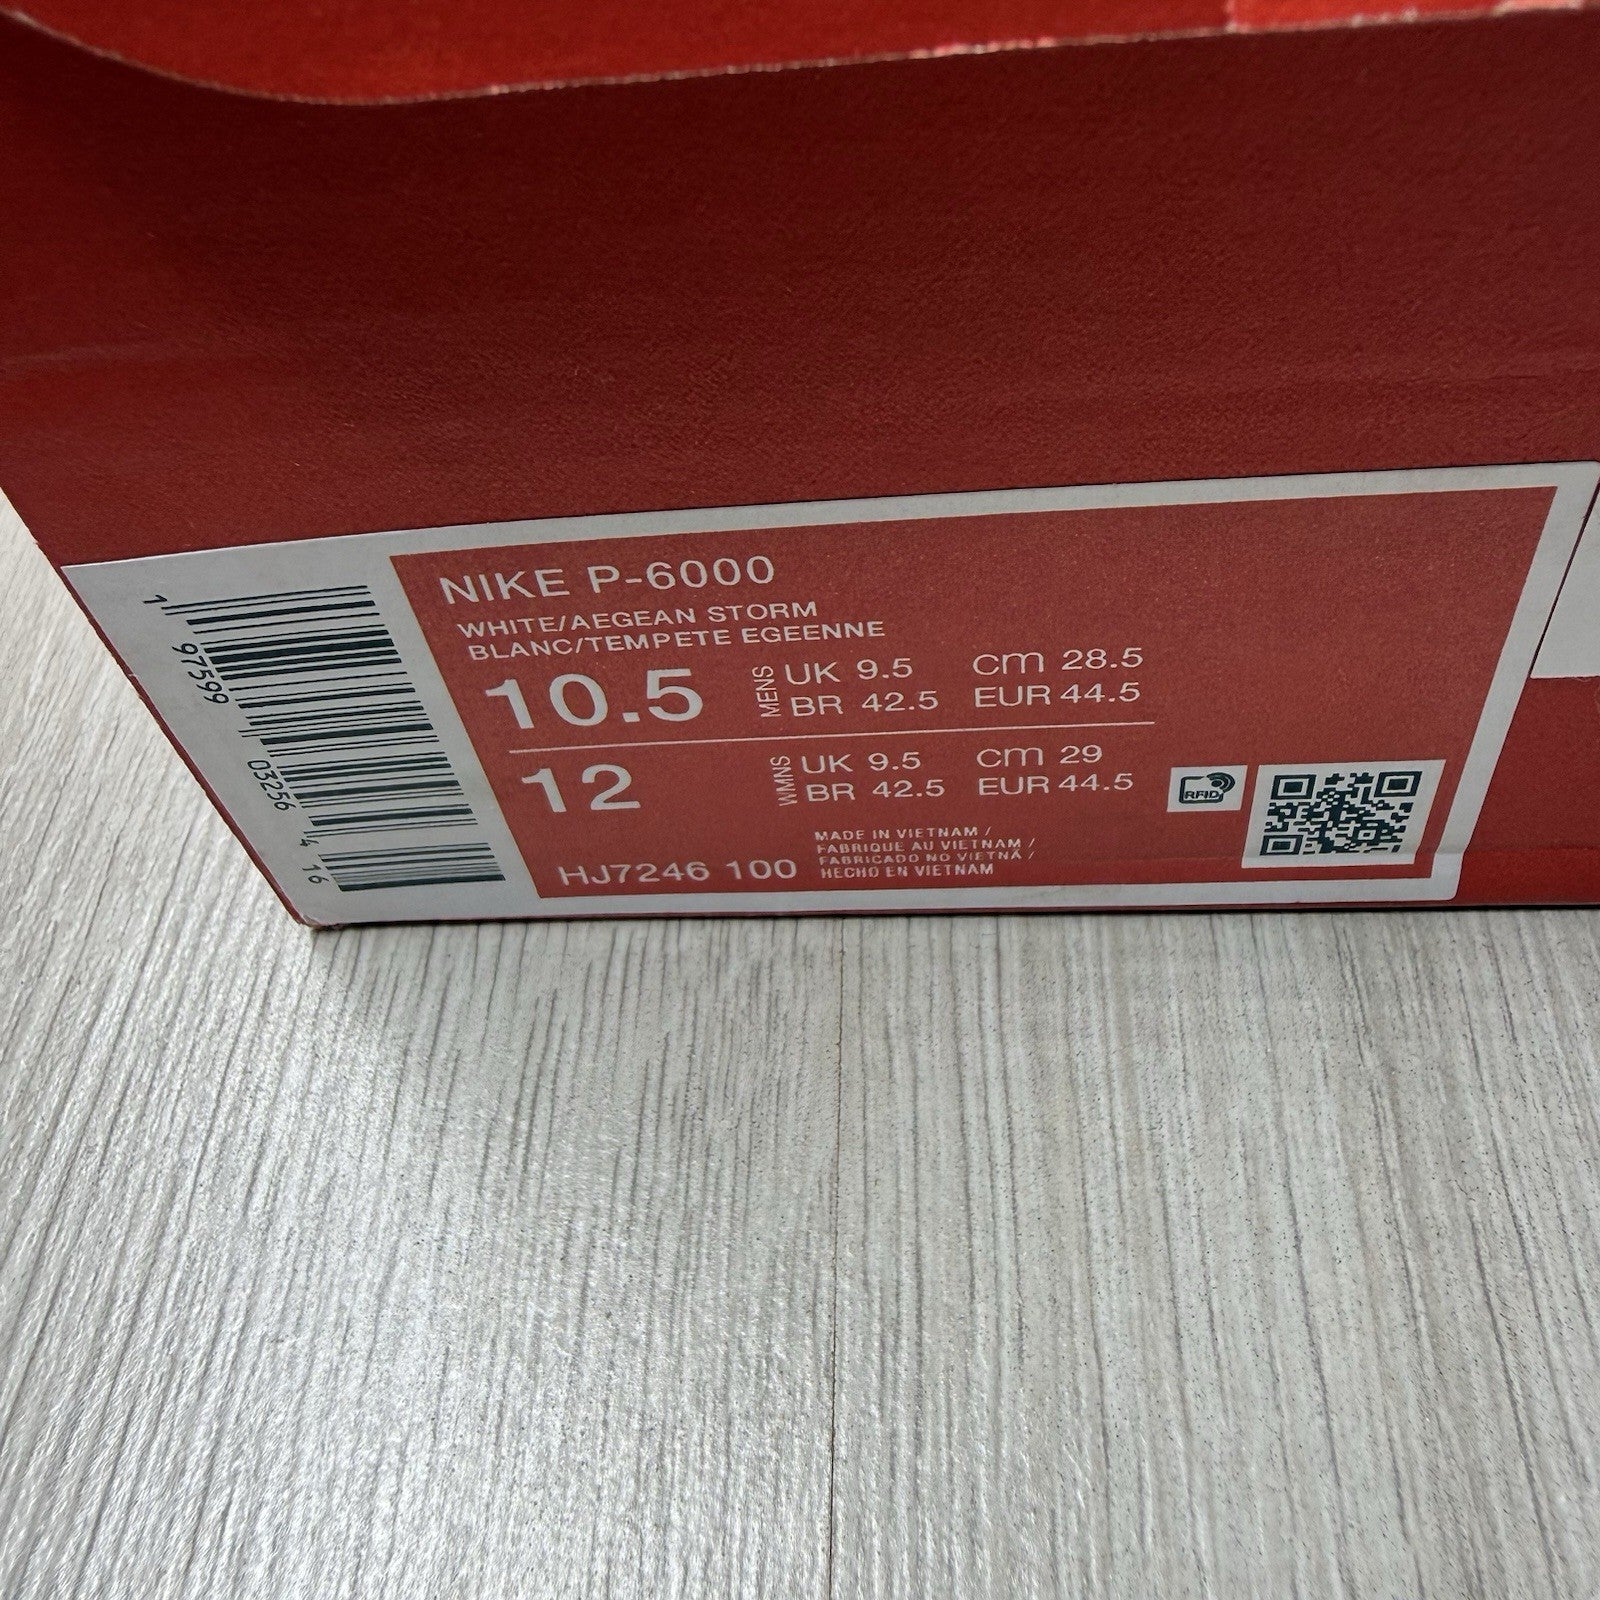 NIKE P-6000
WHITE/AEGEAN STORM
BLANC/TEMPETE EGEENNE
10.5 MENS UK 9.5 cm 28.5
BR 42.5 EUR 44.5
12 WMNS UK 9.5 cm 29
BR 42.5 EUR 44.5
HJ7246 100
MADE IN VIETNAM /
FABRIQUE AU VIETNAM /
FABRICADO NO VIETNÃ /
HECHO EN VIETNAM
RFID
1 97599 03256 4 16